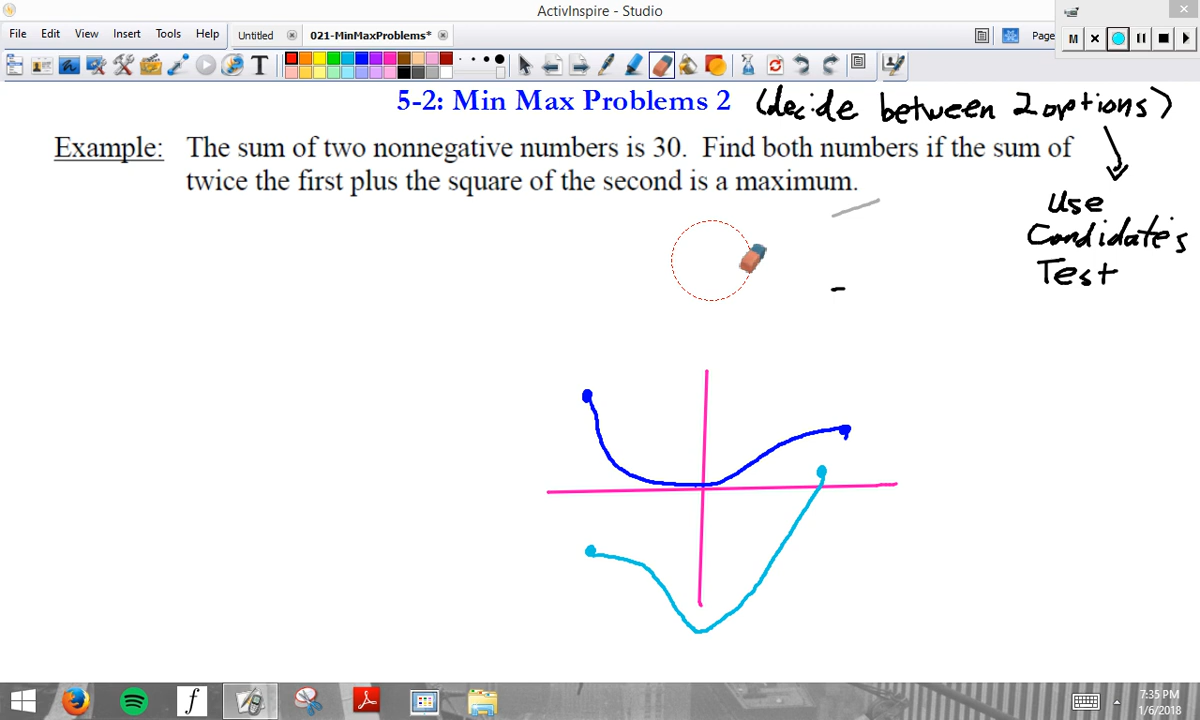 ActivInspire - Studio
File Edit View Insert Tools Help Untitled 021-MinMaxProblems* Page
M
T
5-2: Min Max Problems 2 (decide between 2 options)
Example: The sum of two nonnegative numbers is 30. Find both numbers if the sum of
twice the first plus the square of the second is a maximum.
Use
Candidate's
Test
f
7:35 PM
1/6/2018